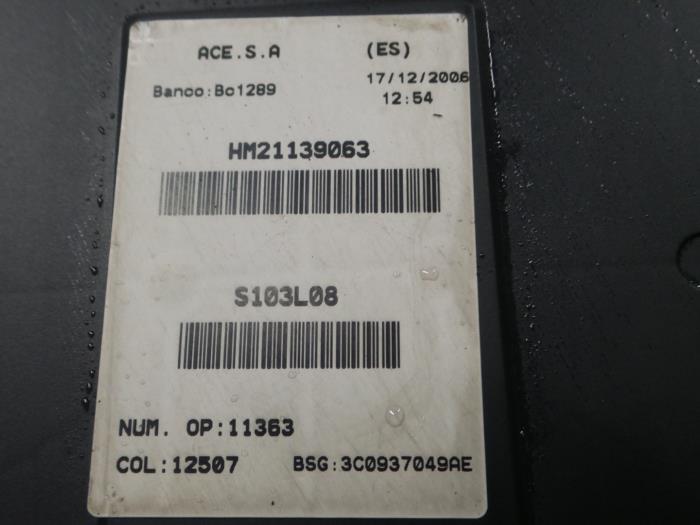 ACE.S.A (ES)
Banco:Bc1289 17/12/2006
12:54
HM21139063
S103L08
NUM. OP:11363
COL:12507 BSG:3C0937049AE